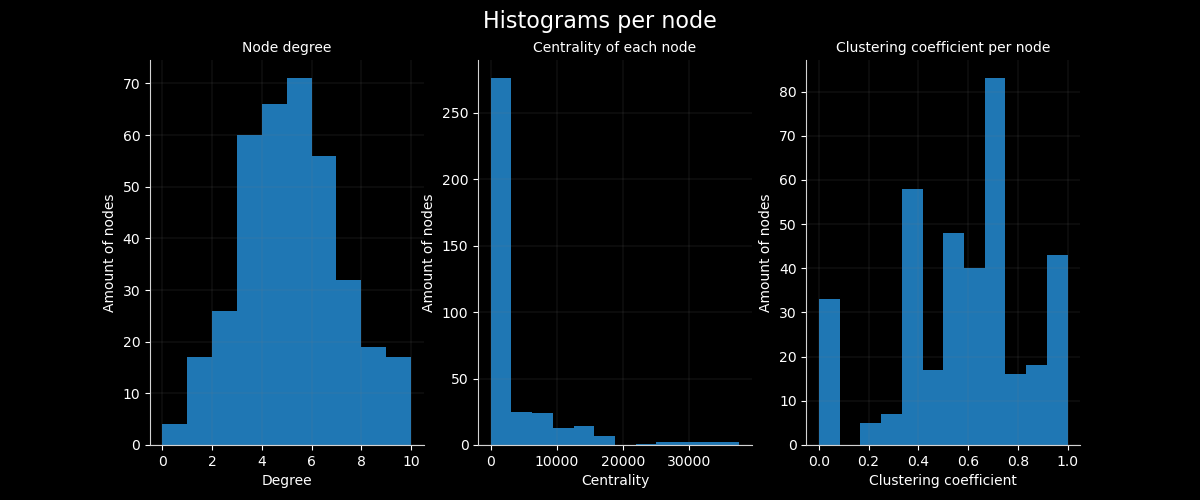 Histograms per node
Node degree
Amount of nodes
70
60
50
40
30
20
10
0
0 2 4 6 8 10
Degree
Centrality of each node
Amount of nodes
250
200
150
100
50
0
0 10000 20000 30000
Centrality
Clustering coefficient per node
Amount of nodes
80
70
60
50
40
30
20
10
0
0.0 0.2 0.4 0.6 0.8 1.0
Clustering coefficient